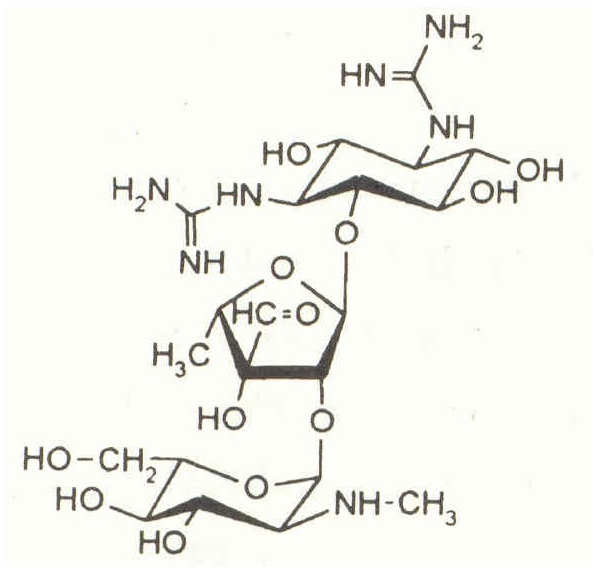 NH₂
HN=
NH
HO
OH
H₂N
HN
OH
O
NH
O
HC=O
H₃C
HO
O
HO-CH₂
O
HO
NH-CH₃
HO